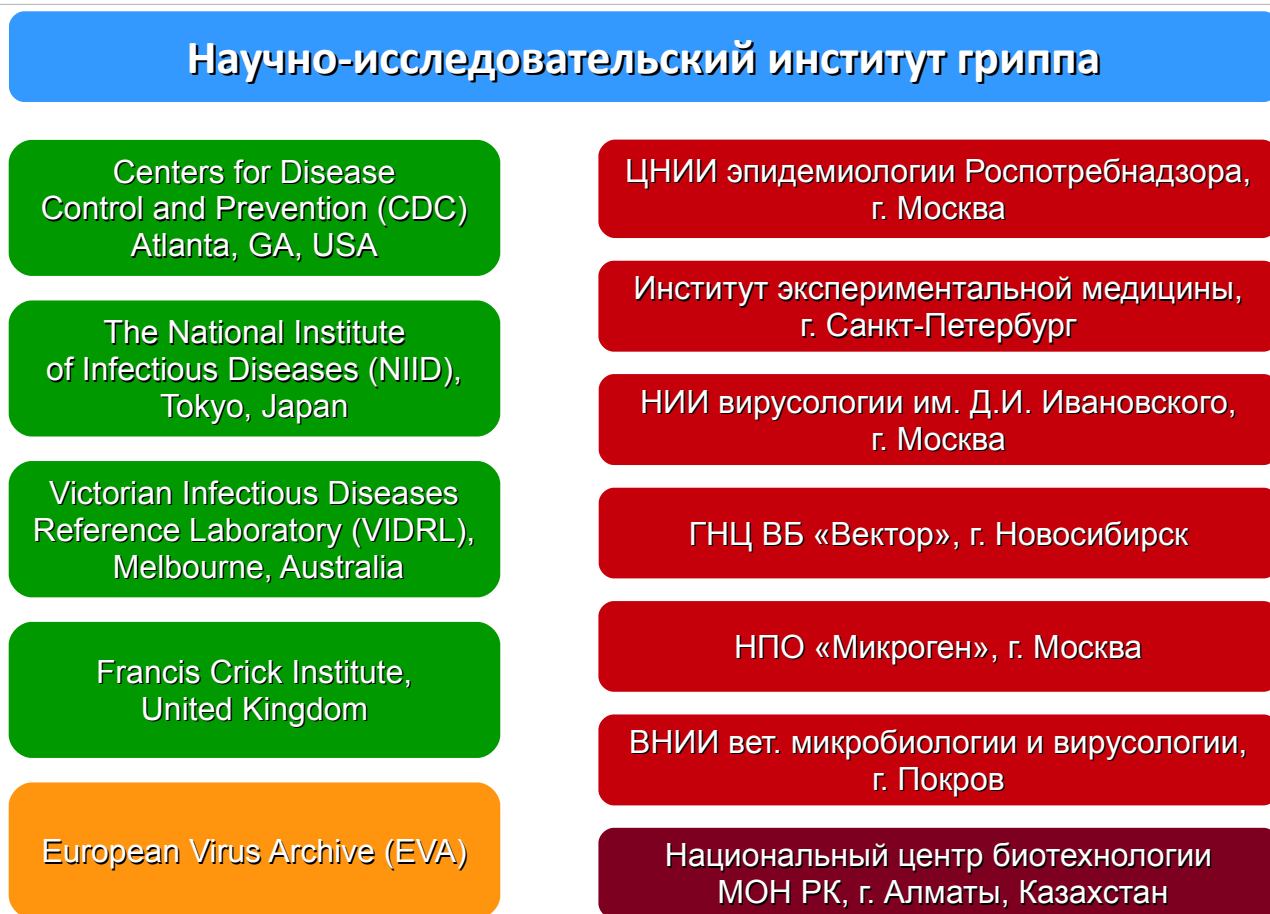 Научно-исследовательский институт гриппа
Centers for Disease
Control and Prevention (CDC)
Atlanta, GA, USA
The National Institute
of Infectious Diseases (NIID),
Tokyo, Japan
Victorian Infectious Diseases
Reference Laboratory (VIDRL),
Melbourne, Australia
Francis Crick Institute,
United Kingdom
European Virus Archive (EVA)
ЦНИИ эпидемиологии Роспотребнадзора,
г. Москва
Институт экспериментальной медицины,
г. Санкт-Петербург
НИИ вирусологии им. Д.И. Ивановского,
г. Москва
ГНЦ ВБ «Вектор», г. Новосибирск
НПО «Микроген», г. Москва
ВНИИ вет. микробиологии и вирусологии,
г. Покров
Национальный центр биотехнологии
МОН РК, г. Алматы, Казахстан